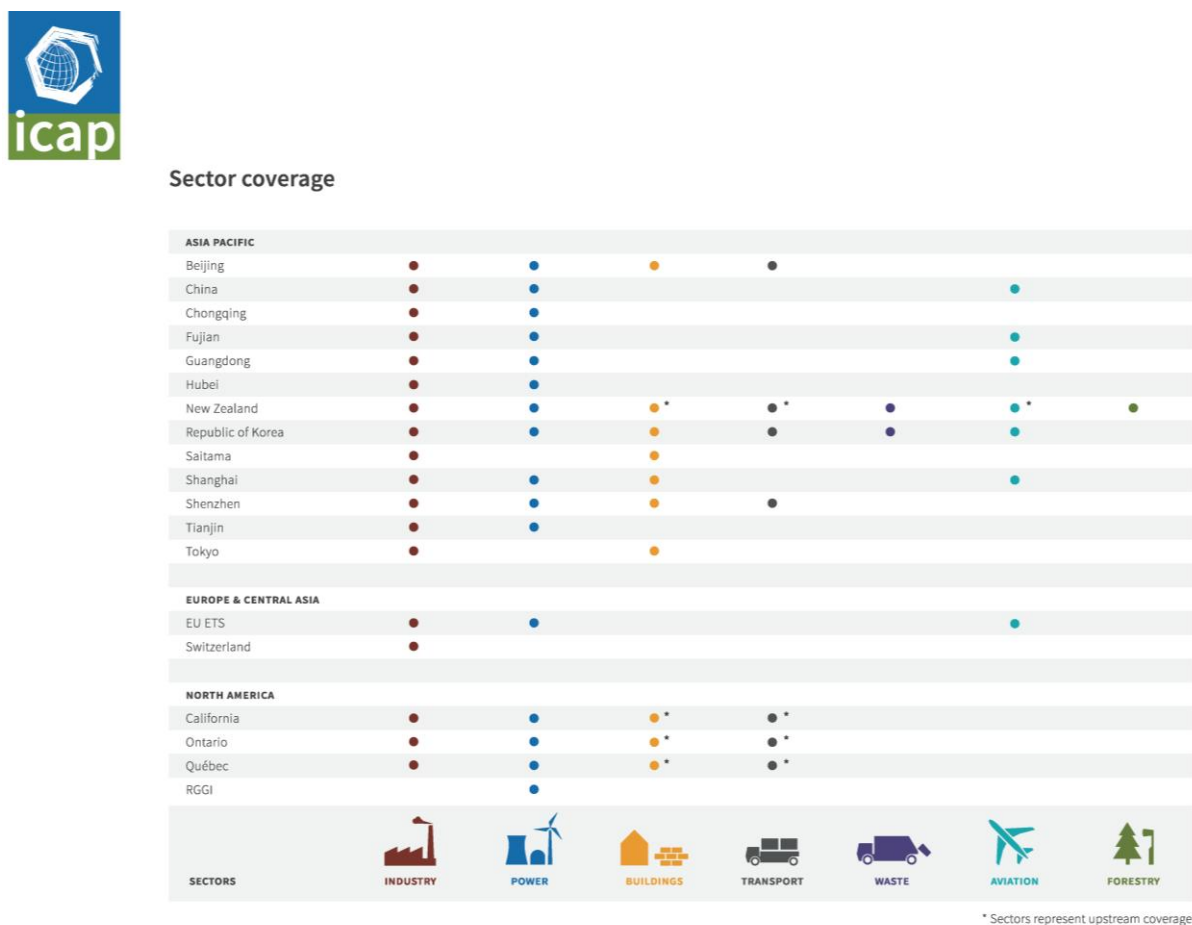 icap
Sector coverage
ASIA PACIFIC
Beijing
China
Chongqing
Fujian
Guangdong
Hubei
New Zealand * * *
Republic of Korea
Saitama
Shanghai
Shenzhen
Tianjin
Tokyo
EUROPE & CENTRAL ASIA
EU ETS
Switzerland
NORTH AMERICA
California * *
Ontario * *
Québec * *
RGGI
SECTORS INDUSTRY POWER BUILDINGS TRANSPORT WASTE AVIATION FORESTRY
* Sectors represent upstream coverage